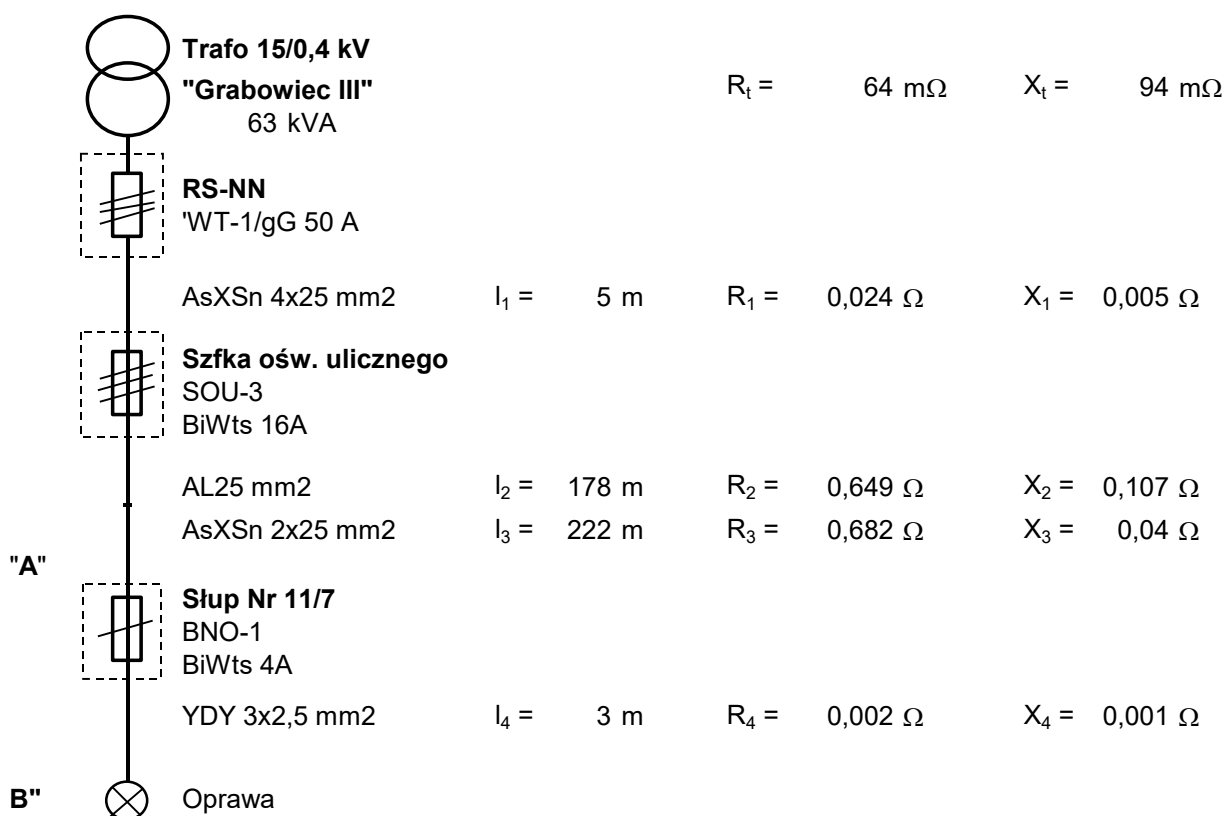 Trafo 15/0,4 kV
"Grabowiec III" Rt = 64 mΩ Xt = 94 mΩ
63 kVA
RS-NN
'WT-1/gG 50 A
AsXSn 4x25 mm2 l1 = 5 m R1 = 0,024 Ω X1 = 0,005 Ω
Szfka ośw. ulicznego
SOU-3
BiWts 16A
AL25 mm2 l2 = 178 m R2 = 0,649 Ω X2 = 0,107 Ω
AsXSn 2x25 mm2 l3 = 222 m R3 = 0,682 Ω X3 = 0,04 Ω
"A"
Słup Nr 11/7
BNO-1
BiWts 4A
YDY 3x2,5 mm2 l4 = 3 m R4 = 0,002 Ω X4 = 0,001 Ω
B" Oprawa